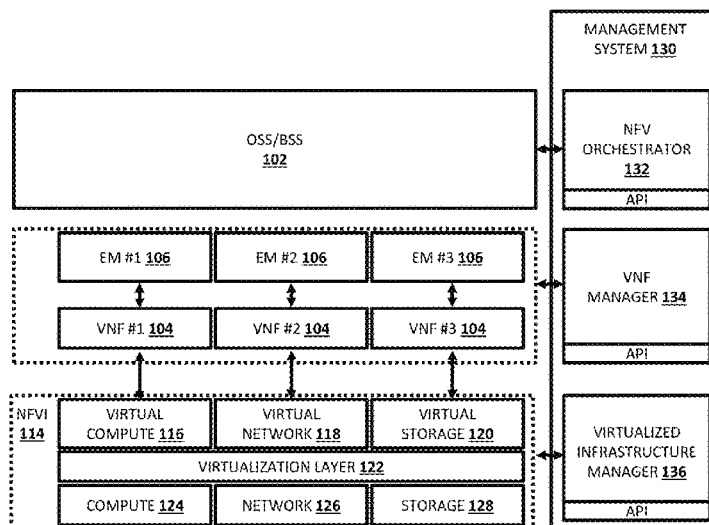 MANAGEMENT
SYSTEM 130
OSS/BSS
102
NFV
ORCHESTRATOR
132
API
EM #1 106
EM #2 106
EM #3 106
VNF #1 104
VNF #2 104
VNF #3 104
VNF
MANAGER 134
API
NFVI
114
VIRTUAL
COMPUTE 116
VIRTUAL
NETWORK 118
VIRTUAL
STORAGE 120
VIRTUALIZATION LAYER 122
COMPUTE 124
NETWORK 126
STORAGE 128
VIRTUALIZED
INFRASTRUCTURE
MANAGER 136
API